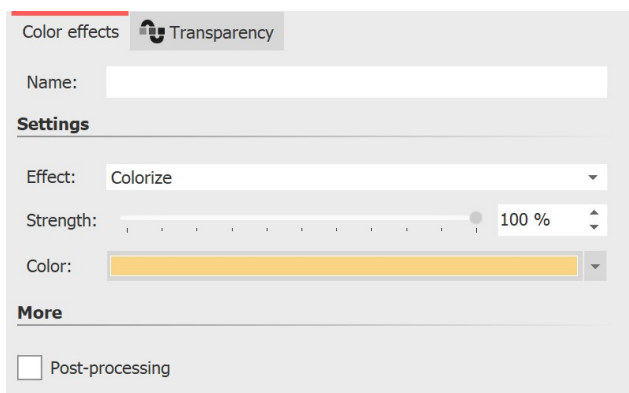 Color effects Transparency
Name:
Settings
Effect: Colorize
Strength: 100 %
Color:
More
Post-processing